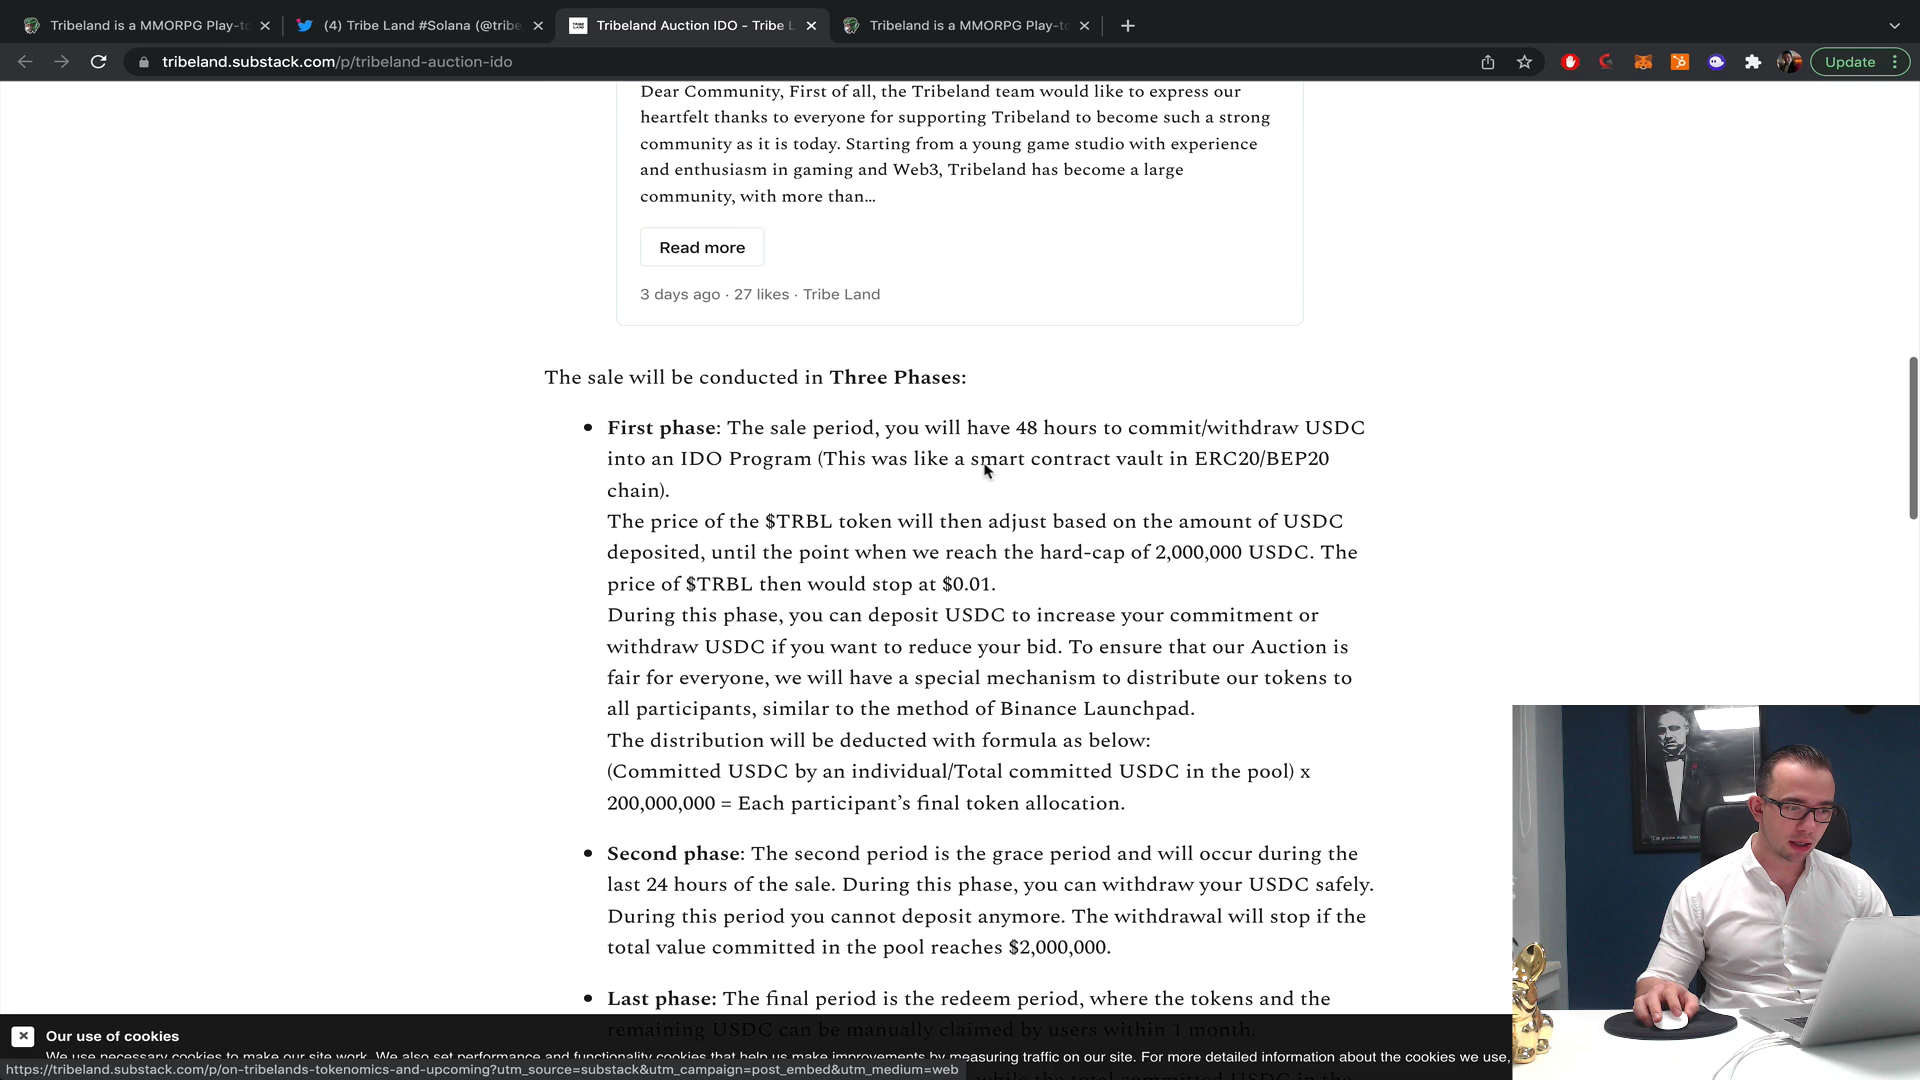 Tribeland is a MMORPG Play-to
(4) Tribe Land #Solana (@tribe
Tribeland Auction IDO - Tribe L
Tribeland is a MMORPG Play-to
tribeland.substack.com/p/tribeland-auction-ido
Update
Dear Community, First of all, the Tribeland team would like to express our
heartfelt thanks to everyone for supporting Tribeland to become such a strong
community as it is today. Starting from a young game studio with experience
and enthusiasm in gaming and Web3, Tribeland has become a large
community, with more than...
Read more
3 days ago · 27 likes · Tribe Land
The sale will be conducted in Three Phases:
• First phase: The sale period, you will have 48 hours to commit/withdraw USDC
into an IDO Program (This was like a smart contract vault in ERC20/BEP20
chain).
The price of the $TRBL token will then adjust based on the amount of USDC
deposited, until the point when we reach the hard-cap of 2,000,000 USDC. The
price of $TRBL then would stop at $0.01.
During this phase, you can deposit USDC to increase your commitment or
withdraw USDC if you want to reduce your bid. To ensure that our Auction is
fair for everyone, we will have a special mechanism to distribute our tokens to
all participants, similar to the method of Binance Launchpad.
The distribution will be deducted with formula as below:
(Committed USDC by an individual/Total committed USDC in the pool) x
200,000,000 = Each participant’s final token allocation.
• Second phase: The second period is the grace period and will occur during the
last 24 hours of the sale. During this phase, you can withdraw your USDC safely.
During this period you cannot deposit anymore. The withdrawal will stop if the
total value committed in the pool reaches $2,000,000.
• Last phase: The final period is the redeem period, where the tokens and the
remaining USDC can be manually claimed by users within 1 month.
Our use of cookies
We use necessary cookies to make our site work. We also set performance and functionality cookies that help us make improvements by measuring traffic on our site. For more detailed information about the cookies we use,
https://tribeland.substack.com/p/on-tribelands-tokenomics-and-upcoming?utm_source=substack&utm_campaign=post_embed&utm_medium=web
while the total committed USDC in the